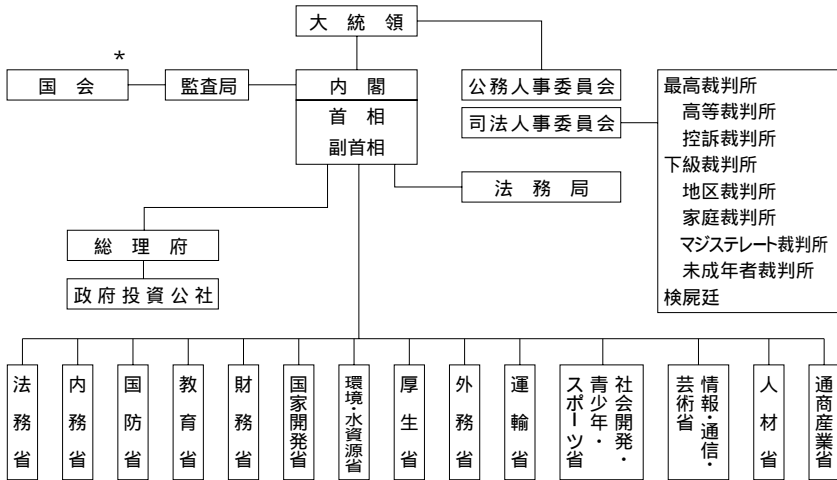 大統領
*
国会
監査局
内閣
首相
副首相
公務人事委員会
司法人事委員会
最高裁判所
高等裁判所
控訴裁判所
下級裁判所
地区裁判所
家庭裁判所
マジステレート裁判所
未成年者裁判所
検屍廷
法務局
総理府
政府投資公社
法務省
内務省
国防省
教育省
財務省
国家開発省
環境・水資源省
厚生省
外務省
運輸省
社会開発・
青少年・
スポーツ省
情報・通信・
芸術省
人材省
通商産業省